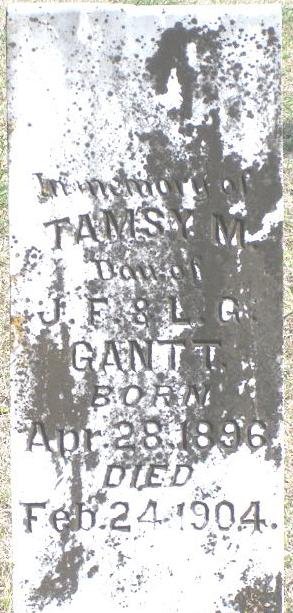 In memory of
TAMSY M.
Dau. of
J. F. & L. G.
GANTT.
BORN
Apr. 28, 1896
DIED
Feb. 24, 1904.